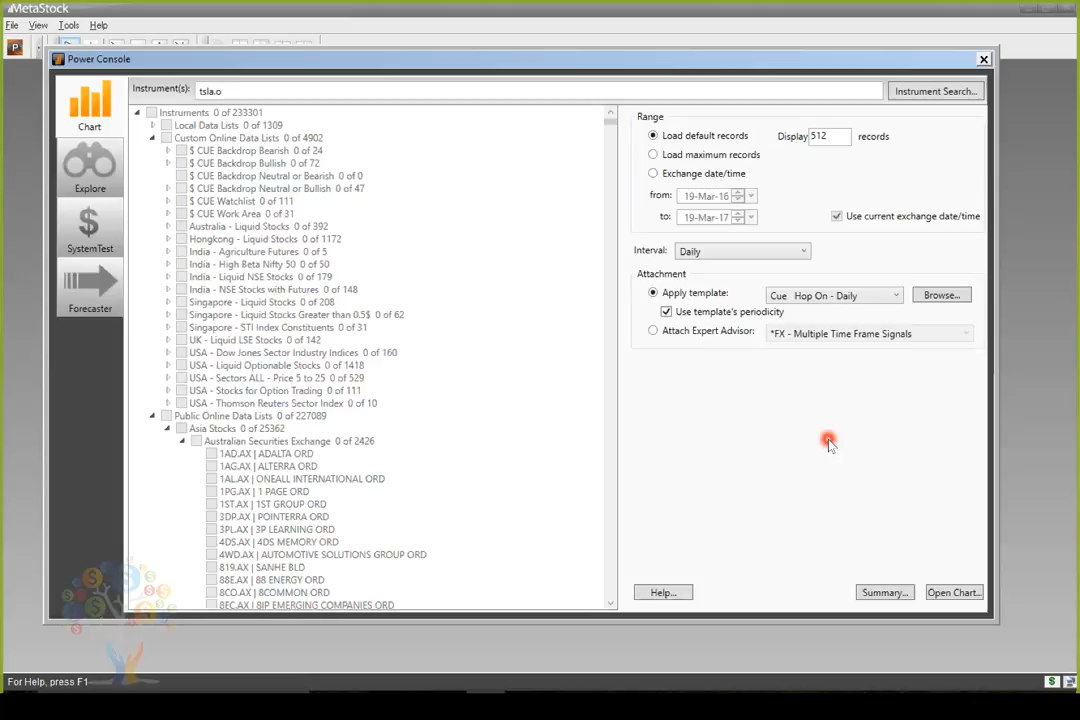 MetaStock
File View Tools Help
P
Power Console
Chart
Explore
SystemTest
Forecaster
Instrument(s): tsla.o Instrument Search...
Instruments 0 of 233301
Local Data Lists 0 of 1309
Custom Online Data Lists 0 of 4902
$ CUE Backdrop Bearish 0 of 24
$ CUE Backdrop Bullish 0 of 72
$ CUE Backdrop Neutral or Bearish 0 of 0
$ CUE Backdrop Neutral or Bullish 0 of 47
$ CUE Watchlist 0 of 111
$ CUE Work Area 0 of 31
Australia - Liquid Stocks 0 of 392
Hongkong - Liquid Stocks 0 of 1172
India - Agriculture Futures 0 of 5
India - High Beta Nifty 50 0 of 50
India - Liquid NSE Stocks 0 of 179
India - NSE Stocks with Futures 0 of 148
Singapore - Liquid Stocks 0 of 208
Singapore - Liquid Stocks Greater than 0.5$ 0 of 62
Singapore - STI Index Constituents 0 of 31
UK - Liquid LSE Stocks 0 of 142
USA - Dow Jones Sector Industry Indices 0 of 160
USA - Liquid Optionable Stocks 0 of 1418
USA - Sectors ALL - Price 5 to 25 0 of 529
USA - Stocks for Option Trading 0 of 111
USA - Thomson Reuters Sector Index 0 of 10
Public Online Data Lists 0 of 227089
Asia Stocks 0 of 25362
Australian Securities Exchange 0 of 2426
1AD.AX | ADALTA ORD
1AG.AX | ALTERRA ORD
1AL.AX | ONEALL INTERNATIONAL ORD
1PG.AX | 1 PAGE ORD
1ST.AX | 1ST GROUP ORD
3DP.AX | POINTERRA ORD
3PL.AX | 3P LEARNING ORD
4DS.AX | 4DS MEMORY ORD
4WD.AX | AUTOMOTIVE SOLUTIONS GROUP ORD
819.AX | SANHE BLD
88E.AX | 88 ENERGY ORD
8CO.AX | 8COMMON ORD
8EC.AX | 8IP EMERGING COMPANIES ORD
Range
Load default records Display 512 records
Load maximum records
Exchange date/time
from: 19-Mar-16
to: 19-Mar-17 Use current exchange date/time
Interval: Daily
Attachment
Apply template: Cue Hop On - Daily Browse...
Use template's periodicity
Attach Expert Advisor: *FX - Multiple Time Frame Signals
Help... Summary... Open Chart...
For Help, press F1